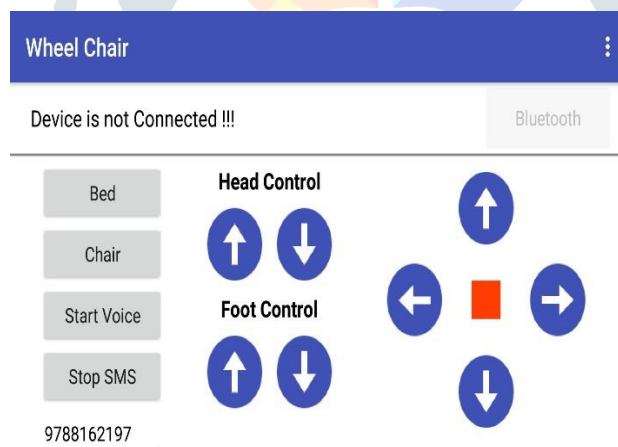 Wheel Chair
Device is not Connected !!!
Bluetooth
Bed
Chair
Start Voice
Stop SMS
9788162197
Head Control
Foot Control